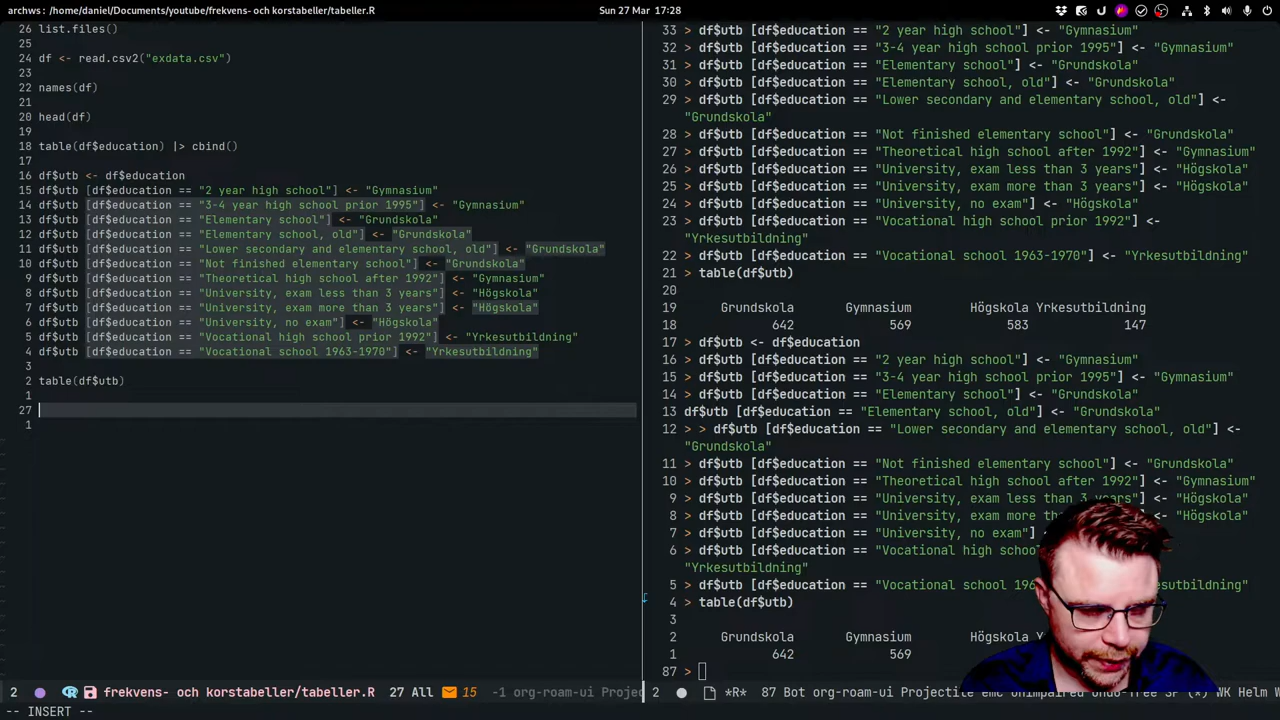 archws : /home/daniel/Documents/youtube/frekvens- och korstabeller/tabeller.R
Sun 27 Mar 17:28
26 list.files()
25
24 df <- read.csv2("exdata.csv")
23
22 names(df)
21
20 head(df)
19
18 table(df$education) |> cbind()
17
16 df$utb <- df$education
15 df$utb [df$education == "2 year high school"] <- "Gymnasium"
14 df$utb [df$education == "3-4 year high school prior 1995"] <- "Gymnasium"
13 df$utb [df$education == "Elementary school"] <- "Grundskola"
12 df$utb [df$education == "Elementary school, old"] <- "Grundskola"
11 df$utb [df$education == "Lower secondary and elementary school, old"] <- "Grundskola"
10 df$utb [df$education == "Not finished elementary school"] <- "Grundskola"
9 df$utb [df$education == "Theoretical high school after 1992"] <- "Gymnasium"
8 df$utb [df$education == "University, exam less than 3 years"] <- "Högskola"
7 df$utb [df$education == "University, exam more than 3 years"] <- "Högskola"
6 df$utb [df$education == "University, no exam"] <- "Högskola"
5 df$utb [df$education == "Vocational high school prior 1992"] <- "Yrkesutbildning"
4 df$utb [df$education == "Vocational school 1963-1970"] <- "Yrkesutbildning"
3
2 table(df$utb)
1
27
1
2 frekvens- och korstabeller/tabeller.R 27 All 15 -1 org-roam-ui Projec
-- INSERT --
33 > df$utb [df$education == "2 year high school"] <- "Gymnasium"
32 > df$utb [df$education == "3-4 year high school prior 1995"] <- "Gymnasium"
31 > df$utb [df$education == "Elementary school"] <- "Grundskola"
30 > df$utb [df$education == "Elementary school, old"] <- "Grundskola"
29 > df$utb [df$education == "Lower secondary and elementary school, old"] <-
"Grundskola"
28 > df$utb [df$education == "Not finished elementary school"] <- "Grundskola"
27 > df$utb [df$education == "Theoretical high school after 1992"] <- "Gymnasium"
26 > df$utb [df$education == "University, exam less than 3 years"] <- "Högskola"
25 > df$utb [df$education == "University, exam more than 3 years"] <- "Högskola"
24 > df$utb [df$education == "University, no exam"] <- "Högskola"
23 > df$utb [df$education == "Vocational high school prior 1992"] <-
"Yrkesutbildning"
22 > df$utb [df$education == "Vocational school 1963-1970"] <- "Yrkesutbildning"
21 > table(df$utb)
20
19 Grundskola Gymnasium Högskola Yrkesutbildning
18 642 569 583 147
17 > df$utb <- df$education
16 > df$utb [df$education == "2 year high school"] <- "Gymnasium"
15 > df$utb [df$education == "3-4 year high school prior 1995"] <- "Gymnasium"
14 > df$utb [df$education == "Elementary school"] <- "Grundskola"
13 df$utb [df$education == "Elementary school, old"] <- "Grundskola"
12 > > df$utb [df$education == "Lower secondary and elementary school, old"] <-
"Grundskola"
11 > df$utb [df$education == "Not finished elementary school"] <- "Grundskola"
10 > df$utb [df$education == "Theoretical high school after 1992"] <- "Gymnasium"
9 > df$utb [df$education == "University, exam less than 3 years"] <- "Högskola"
8 > df$utb [df$education == "University, exam more "Högskola"
7 > df$utb [df$education == "University, no exam"]
6 > df$utb [df$education == "Vocational high
"Yrkesutbildning"
5 > df$utb [df$education == "Vocational school
4 > table(df$utb)
3
2 Grundskola Gymnasium Högskola
1 642 569
87 >
2 *R* 87 Bot org-roam-ui Projectile